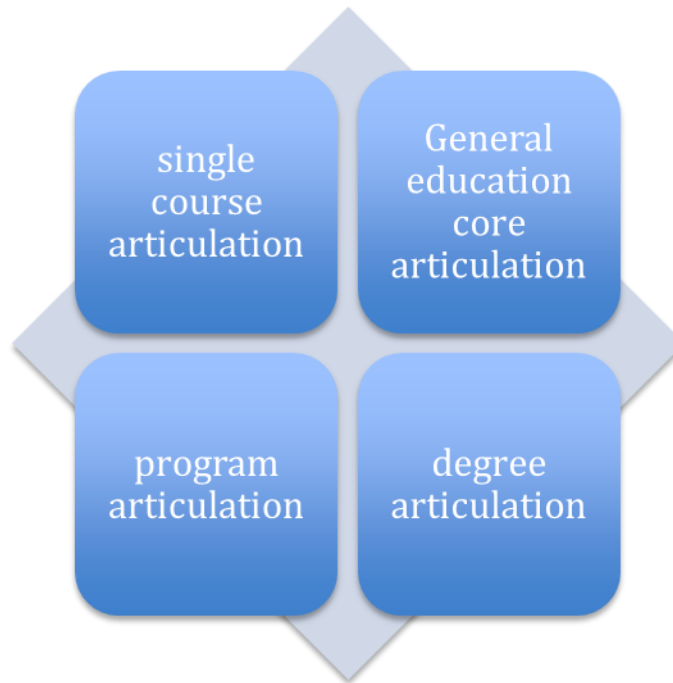 single
course
articulation
General
education
core
articulation
program
articulation
degree
articulation